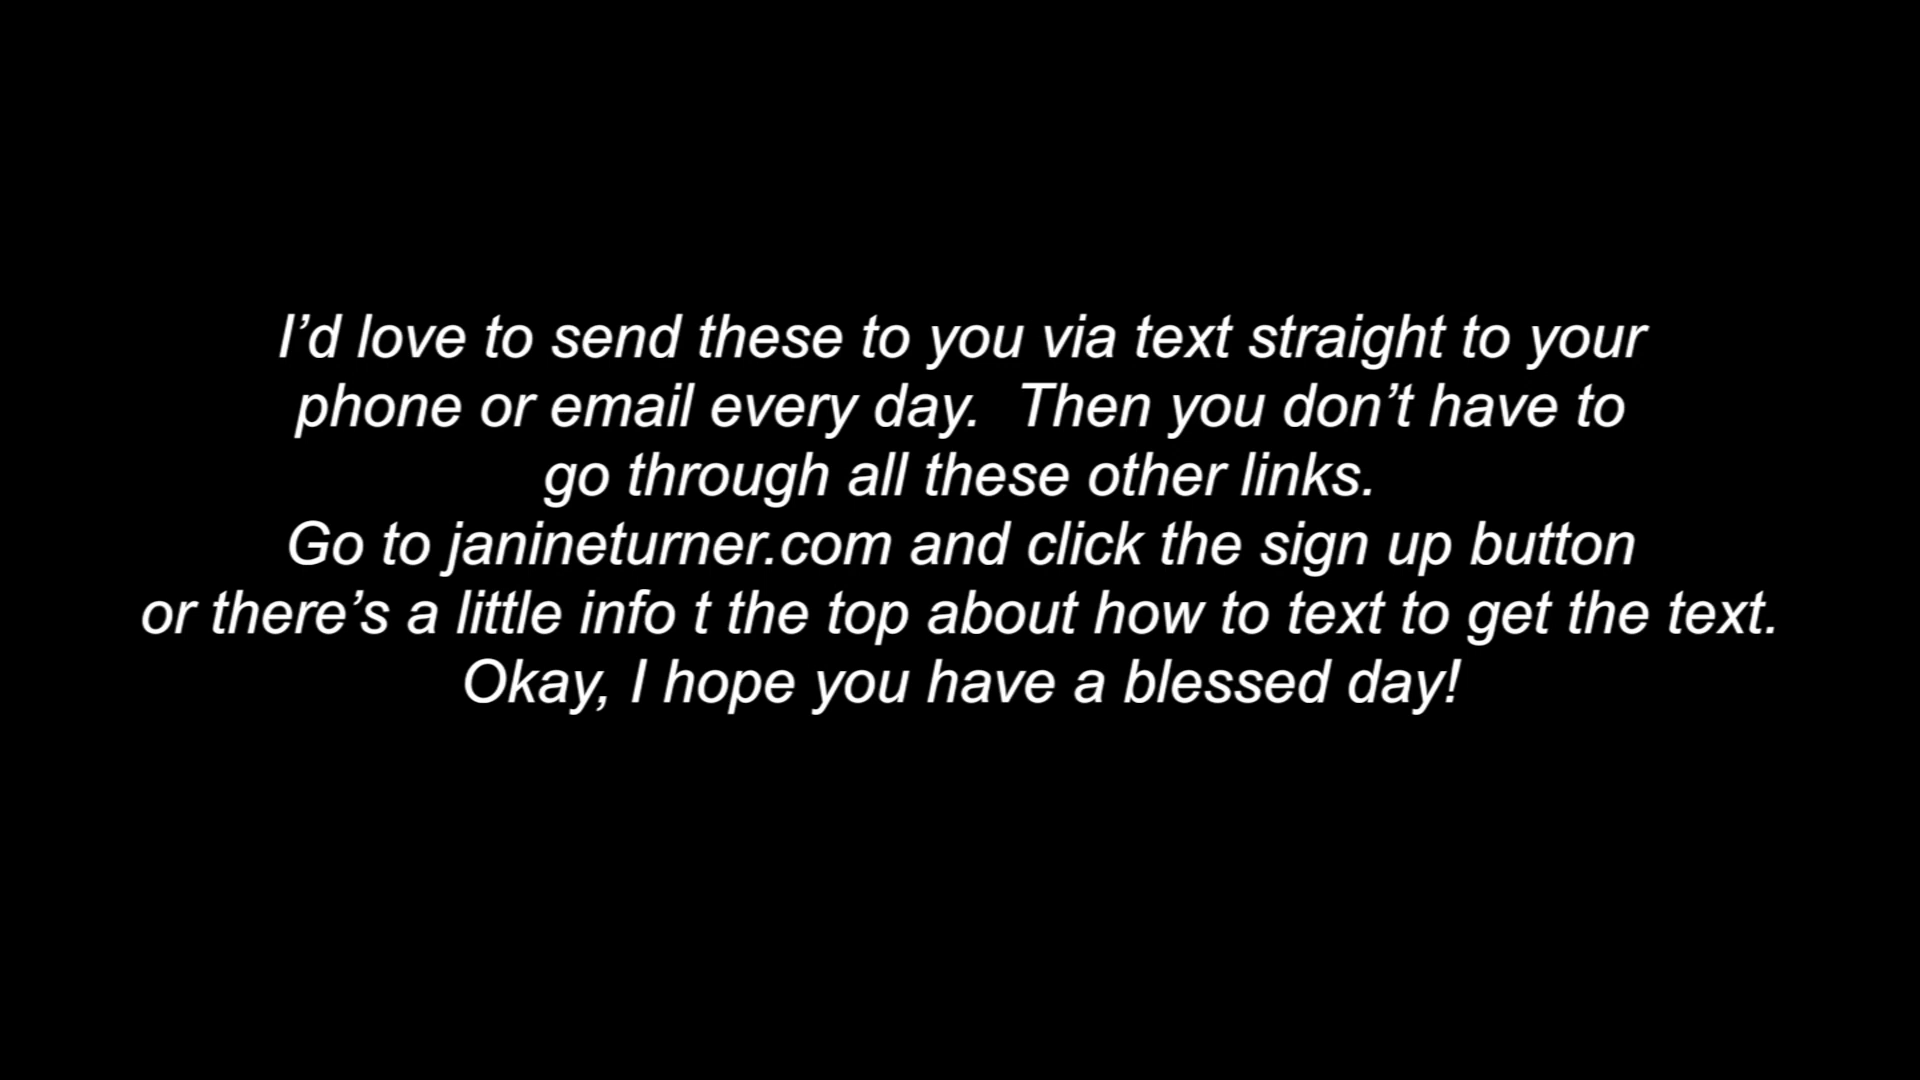 I’d love to send these to you via text straight to your
phone or email every day.  Then you don’t have to
go through all these other links.
Go to janineturner.com and click the sign up button
or there’s a little info t the top about how to text to get the text.
Okay, I hope you have a blessed day!